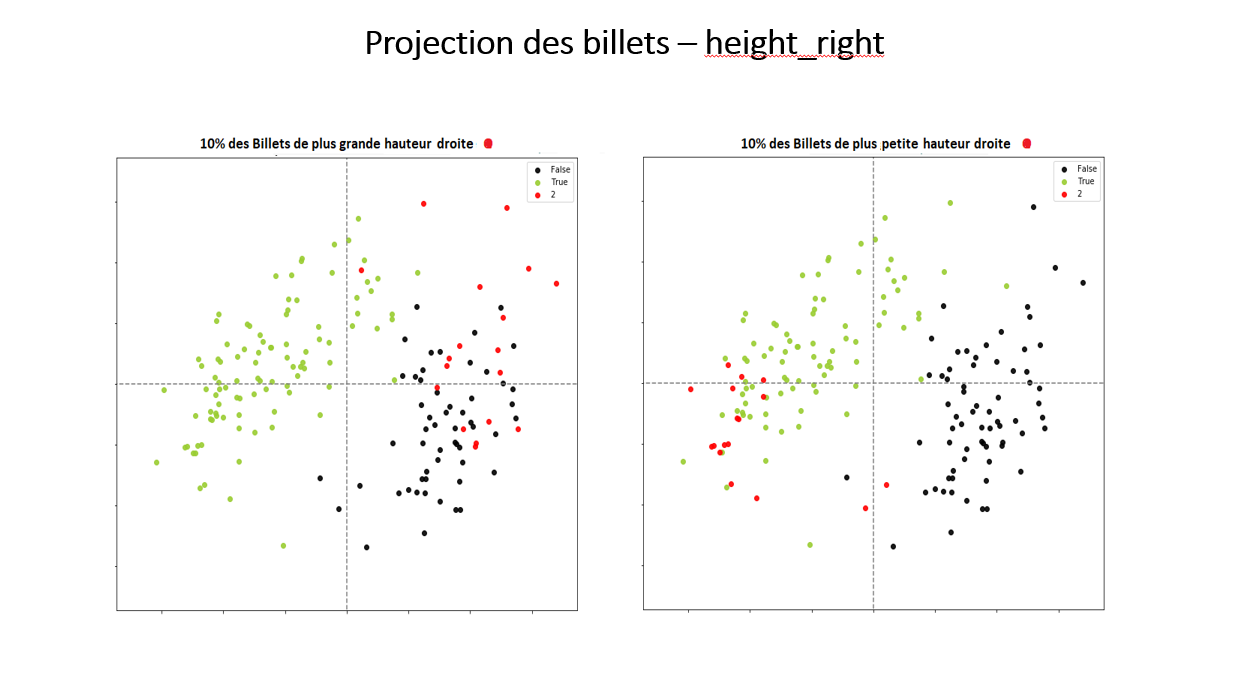 Projection des billets – height_right
10% des Billets de plus grande hauteur droite
False
True
2
10% des Billets de plus petite hauteur droite
False
True
2